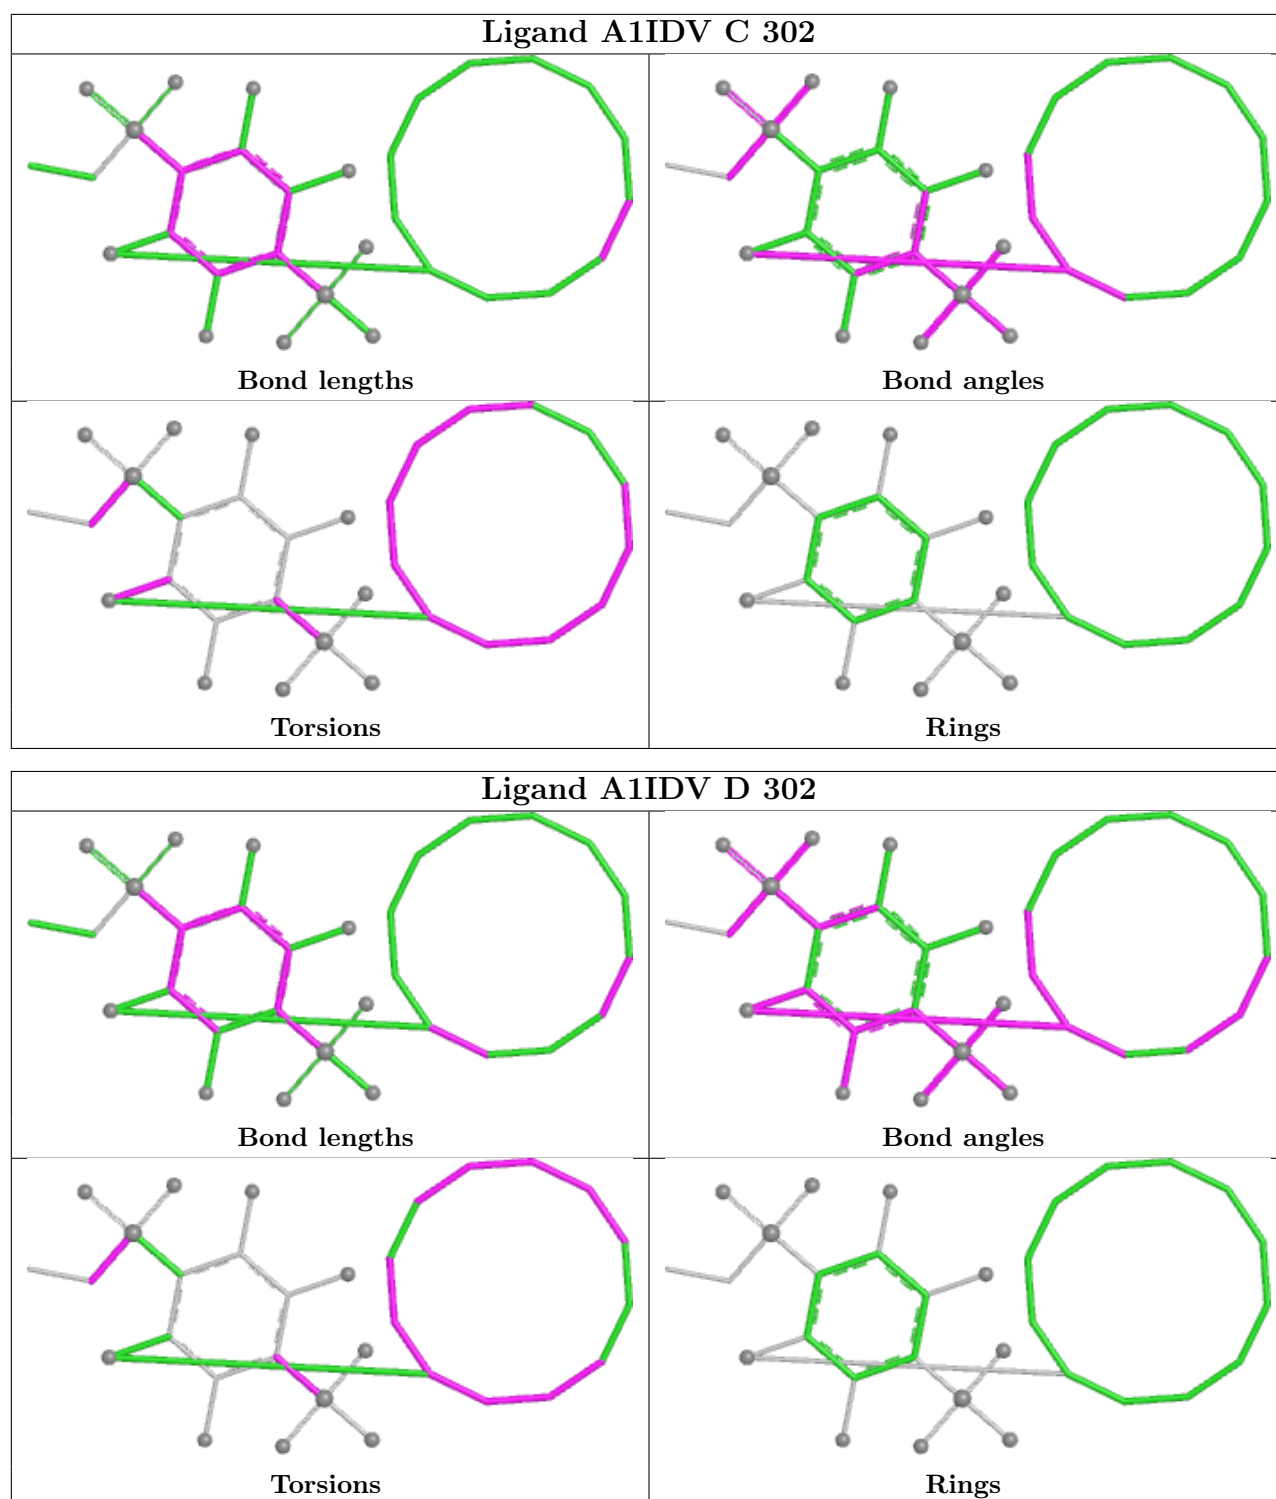 Ligand A1IDV C 302
Bond lengths
Bond angles
Torsions
Rings
Ligand A1IDV D 302
Bond lengths
Bond angles
Torsions
Rings